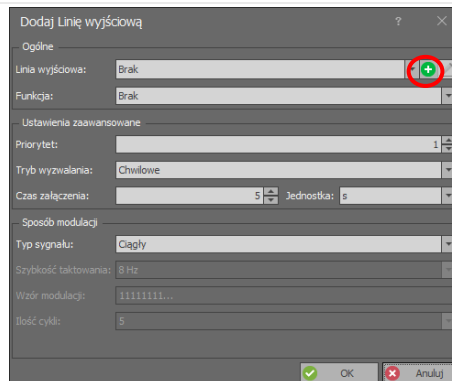 Dodaj Linię wyjściową ?
Ogólne
Linia wyjściowa: Brak
Funkcja: Brak
Ustawienia zaawansowane
Priorytet: 1
Tryb wyzwalania: Chwilowe
Czas załączenia: 5 Jednostka: s
Sposób modulacji
Typ sygnału: Ciągły
Szybkość taktowania: 8 Hz
Wzór modulacji: 11111111...
Ilość cykli: 5
OK Anuluj